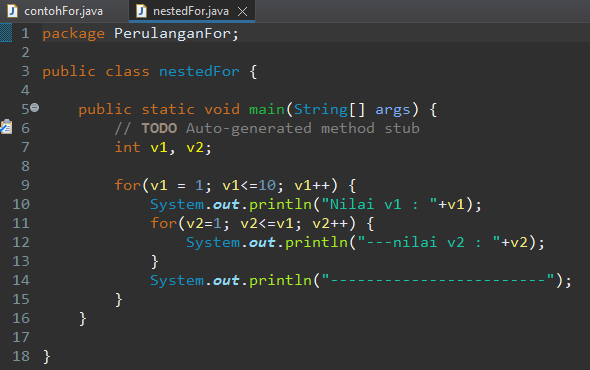 contohFor.java nestedFor.java
1 package PerulanganFor;
2
3 public class nestedFor {
4
5 public static void main(String[] args) {
6 // TODO Auto-generated method stub
7 int v1, v2;
8
9 for(v1 = 1; v1<=10; v1++) {
10 System.out.println("Nilai v1 : "+v1);
11 for(v2=1; v2<=v1; v2++) {
12 System.out.println("---nilai v2 : "+v2);
13 }
14 System.out.println("------------------------");
15 }
16 }
17
18 }